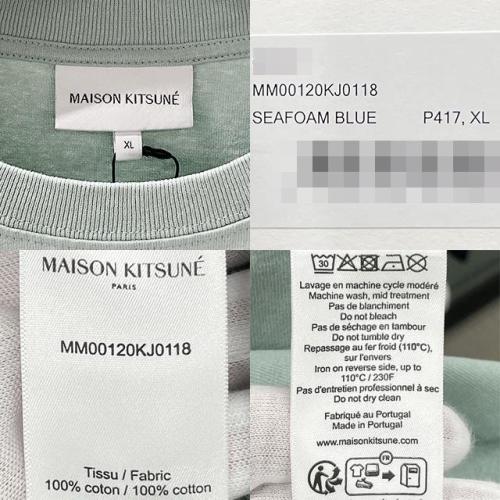 MAISON KITSUNÉ
XL
MM00120KJ0118
SEAFOAM BLUE P417, XL
MAISON KITSUNÉ
PARIS
MM00120KJ0118
Tissu / Fabric
100% coton / 100% cotton
30
Lavage en machine cycle modéré
Machine wash, mid treatment
Pas de blanchiment
Do not bleach
Pas de séchage en tambour
Do not tumble dry
Repassage au fer froid (110°C),
sur l'envers
Iron on reverse side, up to
110°C / 230F
Pas d'entretien professionnel à sec
Do not dry clean
Fabriqué au Portugal
Made in Portugal
www.maisonkitsune.com
FR